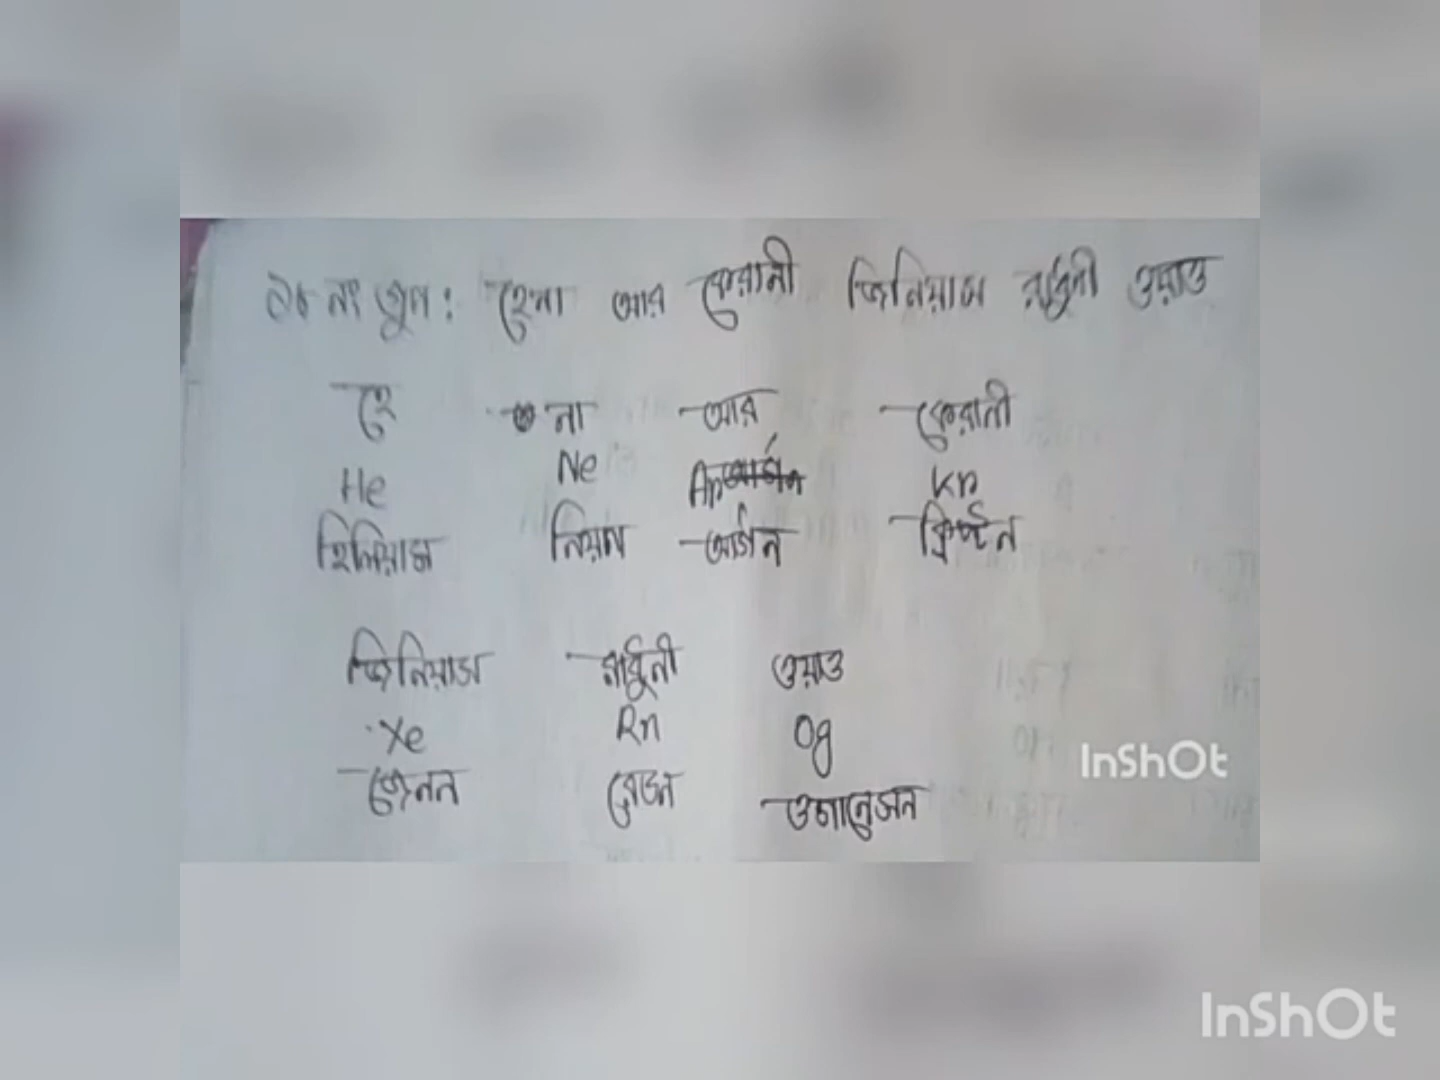 ১৮ নং গ্রুপ: হেনা আর কেরানী জিনিয়াস রাধুনী ওয়াও
হে না আর কেরানী
He Ne Ar Kr
হিলিয়াম নিয়ন আর্গন ক্রিপ্টন
জিনিয়াস রাধুনী ওয়াও
Xe Rn Og
জেনন রেডন ওগানেসন
InShOt
InShOt